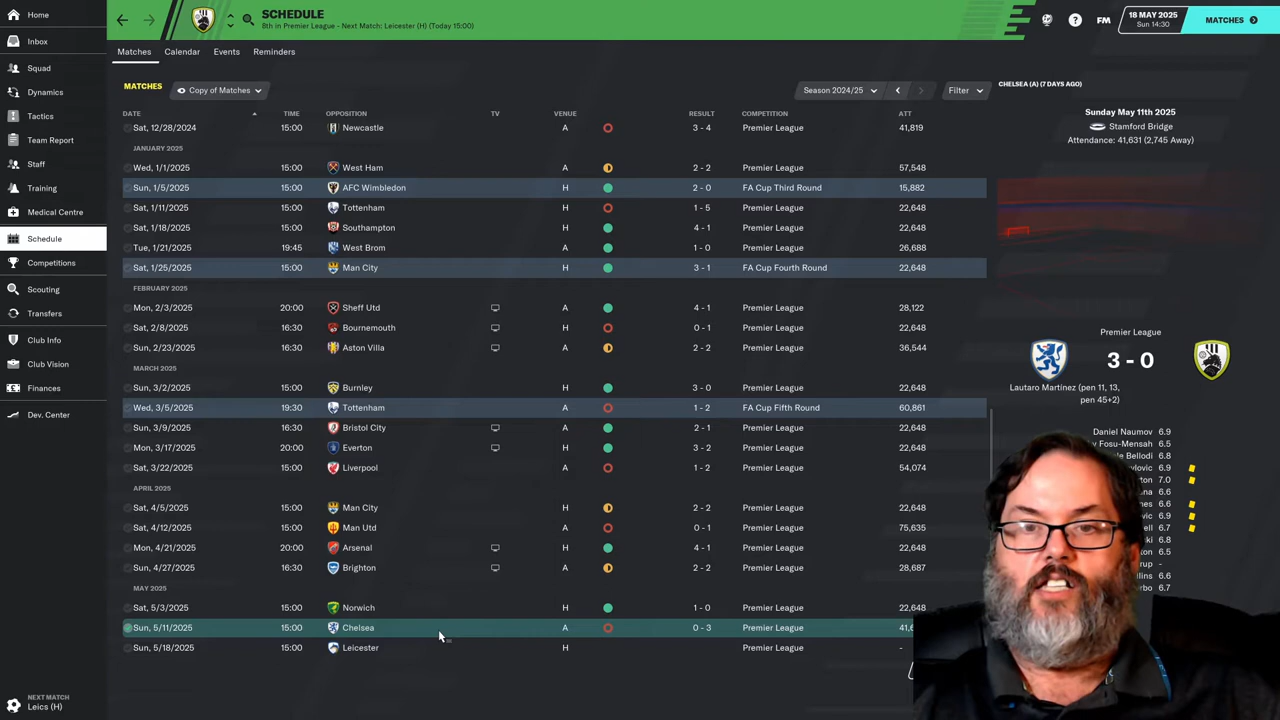 Home
Inbox
Squad
Dynamics
Tactics
Team Report
Staff
Training
Medical Centre
Schedule
Competitions
Scouting
Transfers
Club Info
Club Vision
Finances
Dev. Center
NEXT MATCH
Leics (H)
SCHEDULE
8th in Premier League - Next Match: Leicester (H) (Today 15:00)
FM
18 MAY 2025
Sun 14:30
MATCHES
Matches Calendar Events Reminders
MATCHES Copy of Matches Season 2024/25 Filter
DATE TIME OPPOSITION TV VENUE RESULT COMPETITION ATT
Sat, 12/28/2024 15:00 Newcastle A 3 - 4 Premier League 41,819
JANUARY 2025
Wed, 1/1/2025 15:00 West Ham A 2 - 2 Premier League 57,548
Sun, 1/5/2025 15:00 AFC Wimbledon H 2 - 0 FA Cup Third Round 15,882
Sat, 1/11/2025 15:00 Tottenham H 1 - 5 Premier League 22,648
Sat, 1/18/2025 15:00 Southampton H 4 - 1 Premier League 22,648
Tue, 1/21/2025 19:45 West Brom A 1 - 0 Premier League 26,688
Sat, 1/25/2025 15:00 Man City H 3 - 1 FA Cup Fourth Round 22,648
FEBRUARY 2025
Mon, 2/3/2025 20:00 Sheff Utd A 4 - 1 Premier League 28,122
Sat, 2/8/2025 16:30 Bournemouth H 0 - 1 Premier League 22,648
Sun, 2/23/2025 16:30 Aston Villa A 2 - 2 Premier League 36,544
MARCH 2025
Sun, 3/2/2025 15:00 Burnley H 3 - 0 Premier League 22,648
Wed, 3/5/2025 19:30 Tottenham A 1 - 2 FA Cup Fifth Round 60,861
Sun, 3/9/2025 16:30 Bristol City H 2 - 1 Premier League 22,648
Mon, 3/17/2025 20:00 Everton H 3 - 2 Premier League 22,648
Sat, 3/22/2025 15:00 Liverpool A 1 - 2 Premier League 54,074
APRIL 2025
Sat, 4/5/2025 15:00 Man City H 2 - 2 Premier League 22,648
Sat, 4/12/2025 15:00 Man Utd A 0 - 1 Premier League 75,635
Mon, 4/21/2025 20:00 Arsenal H 4 - 1 Premier League 22,648
Sun, 4/27/2025 16:30 Brighton A 2 - 2 Premier League 28,687
MAY 2025
Sat, 5/3/2025 15:00 Norwich H 1 - 0 Premier League 22,648
Sun, 5/11/2025 15:00 Chelsea A 0 - 3 Premier League
Sun, 5/18/2025 15:00 Leicester H Premier League -
CHELSEA (A) (7 DAYS AGO)
Sunday May 11th 2025
Stamford Bridge
Attendance: 41,631 (2,745 Away)
Premier League
3 - 0
Lautaro Martínez (pen 11, 13,
pen 45+2)
Daniel Naumov 6.9
Fosu-Mensah 6.5
Bellodi 6.8
6.9
7.0
6.6
6.6
6.9
6.7
6.8
6.5
-
6.6
6.7